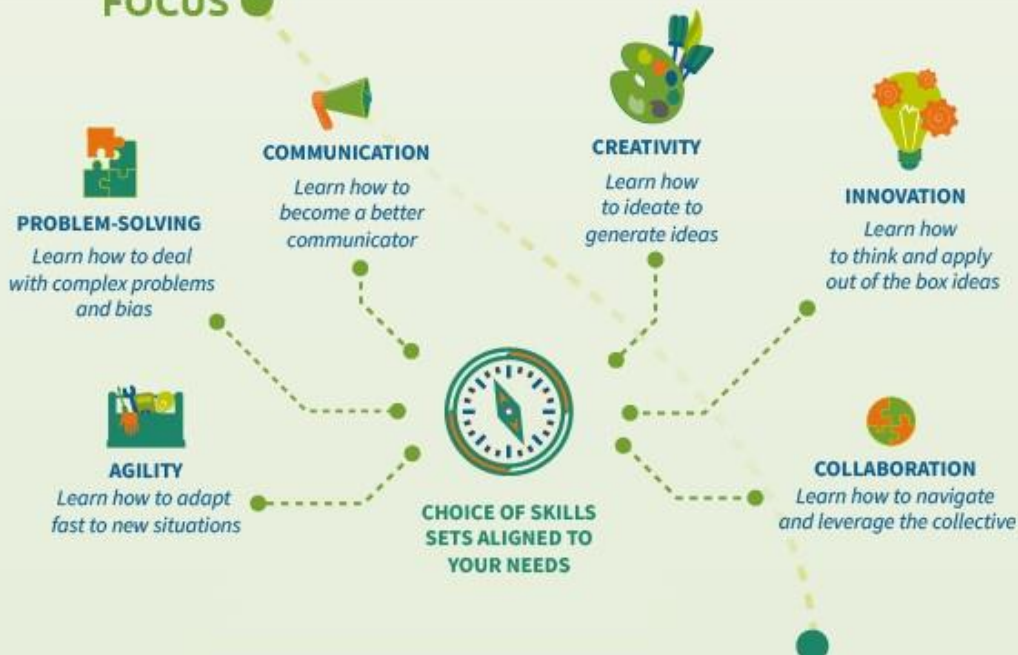 FOCUS
COMMUNICATION
Learn how to
become a better
communicator
CREATIVITY
Learn how
to ideate to
generate ideas
INNOVATION
Learn how
to think and apply
out of the box ideas
PROBLEM-SOLVING
Learn how to deal
with complex problems
and bias
AGILITY
Learn how to adapt
fast to new situations
CHOICE OF SKILLS
SETS ALIGNED TO
YOUR NEEDS
COLLABORATION
Learn how to navigate
and leverage the collective